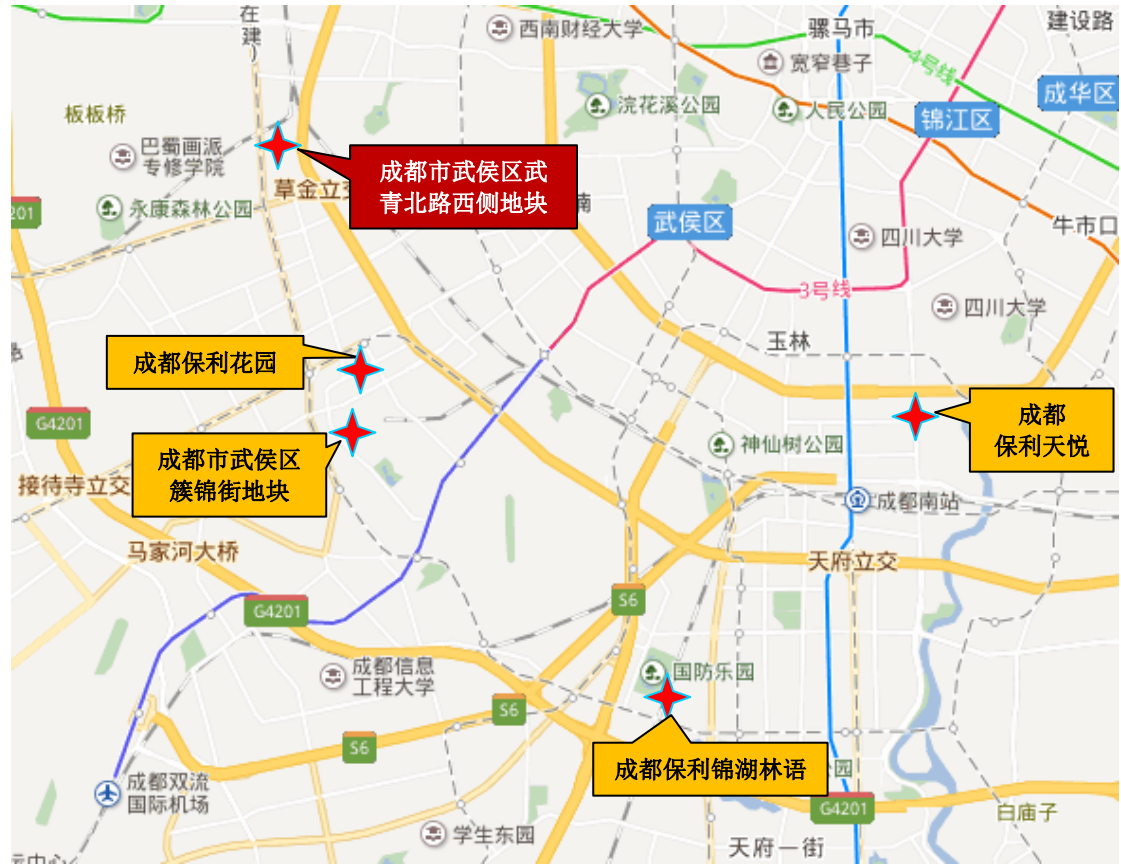 在
建
）
西南财经大学
骡马市
建设路
4号线
宽窄巷子
成华区
板板桥
浣花溪公园
人民公园
锦江区
巴蜀画派
专修学院
成都市武侯区武
青北路西侧地块
草金立交
南
永康森林公园
201
武侯区
四川大学
牛市口
3号线
四川大学
玉林
成都保利花园
G4201
成都
保利天悦
神仙树公园
成都市武侯区
簇锦街地块
接待寺立交
成都南站
马家河大桥
天府立交
S6
G4201
成都信息
工程大学
国防乐园
S6
S6
成都保利锦湖林语
公园
成都双流
国际机场
G4201
白庙子
学生东园
天府一街
中心